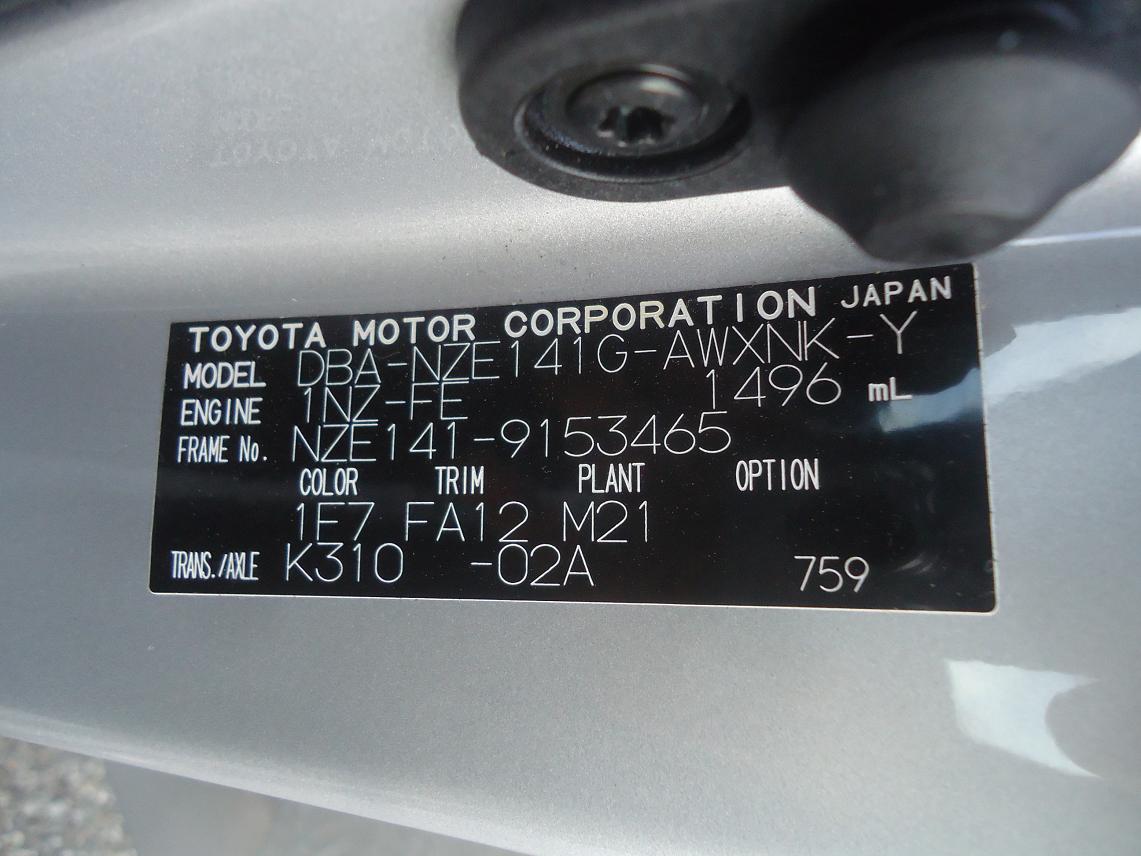 TOYOTA MOTOR CORPORATION JAPAN
MODEL DBA-NZE141G-AWXNK-Y
ENGINE 1NZ-FE 1496 mL
FRAME No. NZE141-9153465
COLOR TRIM PLANT OPTION
1E7 FA12 M21
TRANS./AXLE K310 -02A 759